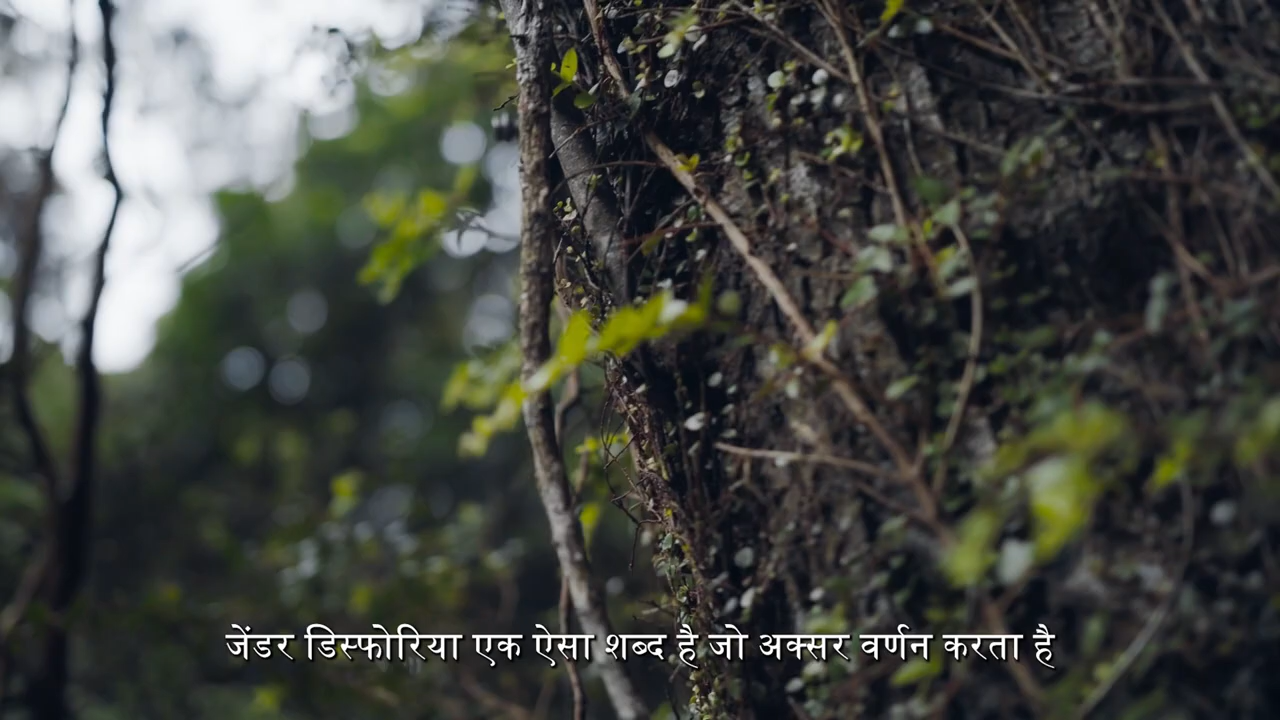 जेंडर डिस्फोरिया एक ऐसा शब्द है जो अक्सर वर्णन करता है